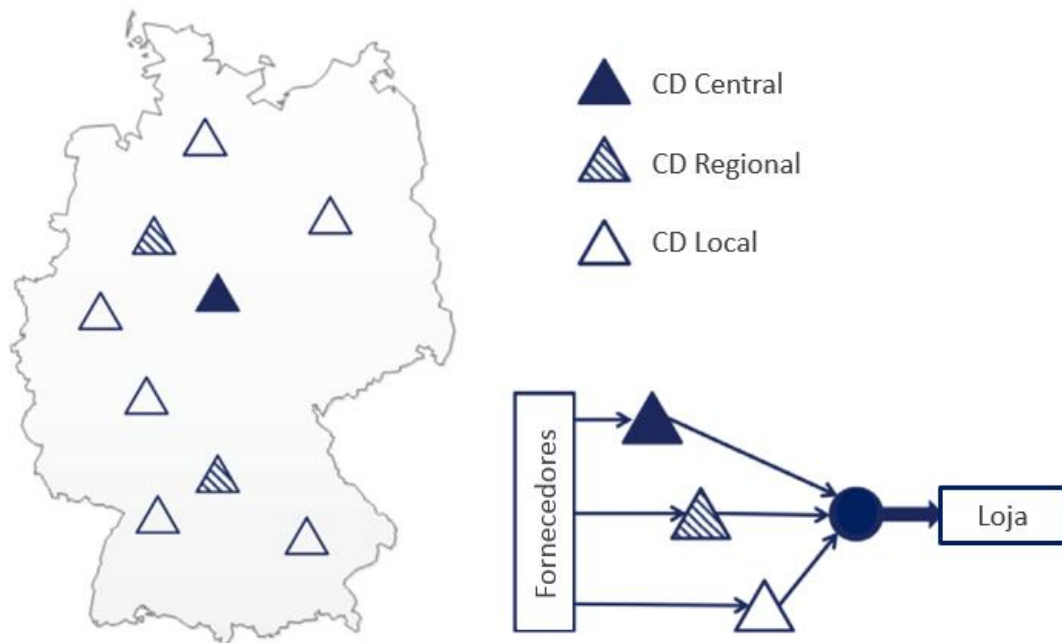 CD Central
CD Regional
CD Local
Fornecedores
Loja